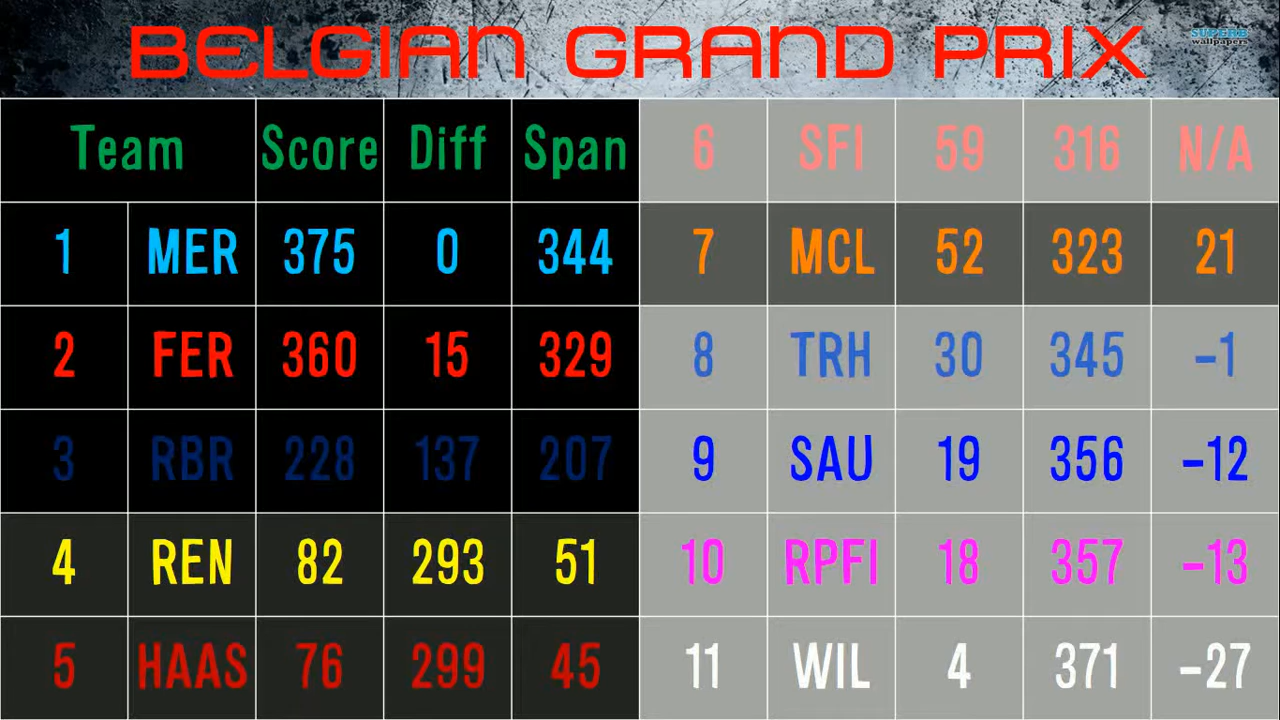 BELGIAN GRAND PRIX
SUPERB
wallpapers
Team Score Diff Span
1 MER 375 0 344
2 FER 360 15 329
3 RBR 228 137 207
4 REN 82 293 51
5 HAAS 76 299 45
6 SFI 59 316 N/A
7 MCL 52 323 21
8 TRH 30 345 -1
9 SAU 19 356 -12
10 RPFI 18 357 -13
11 WIL 4 371 -27